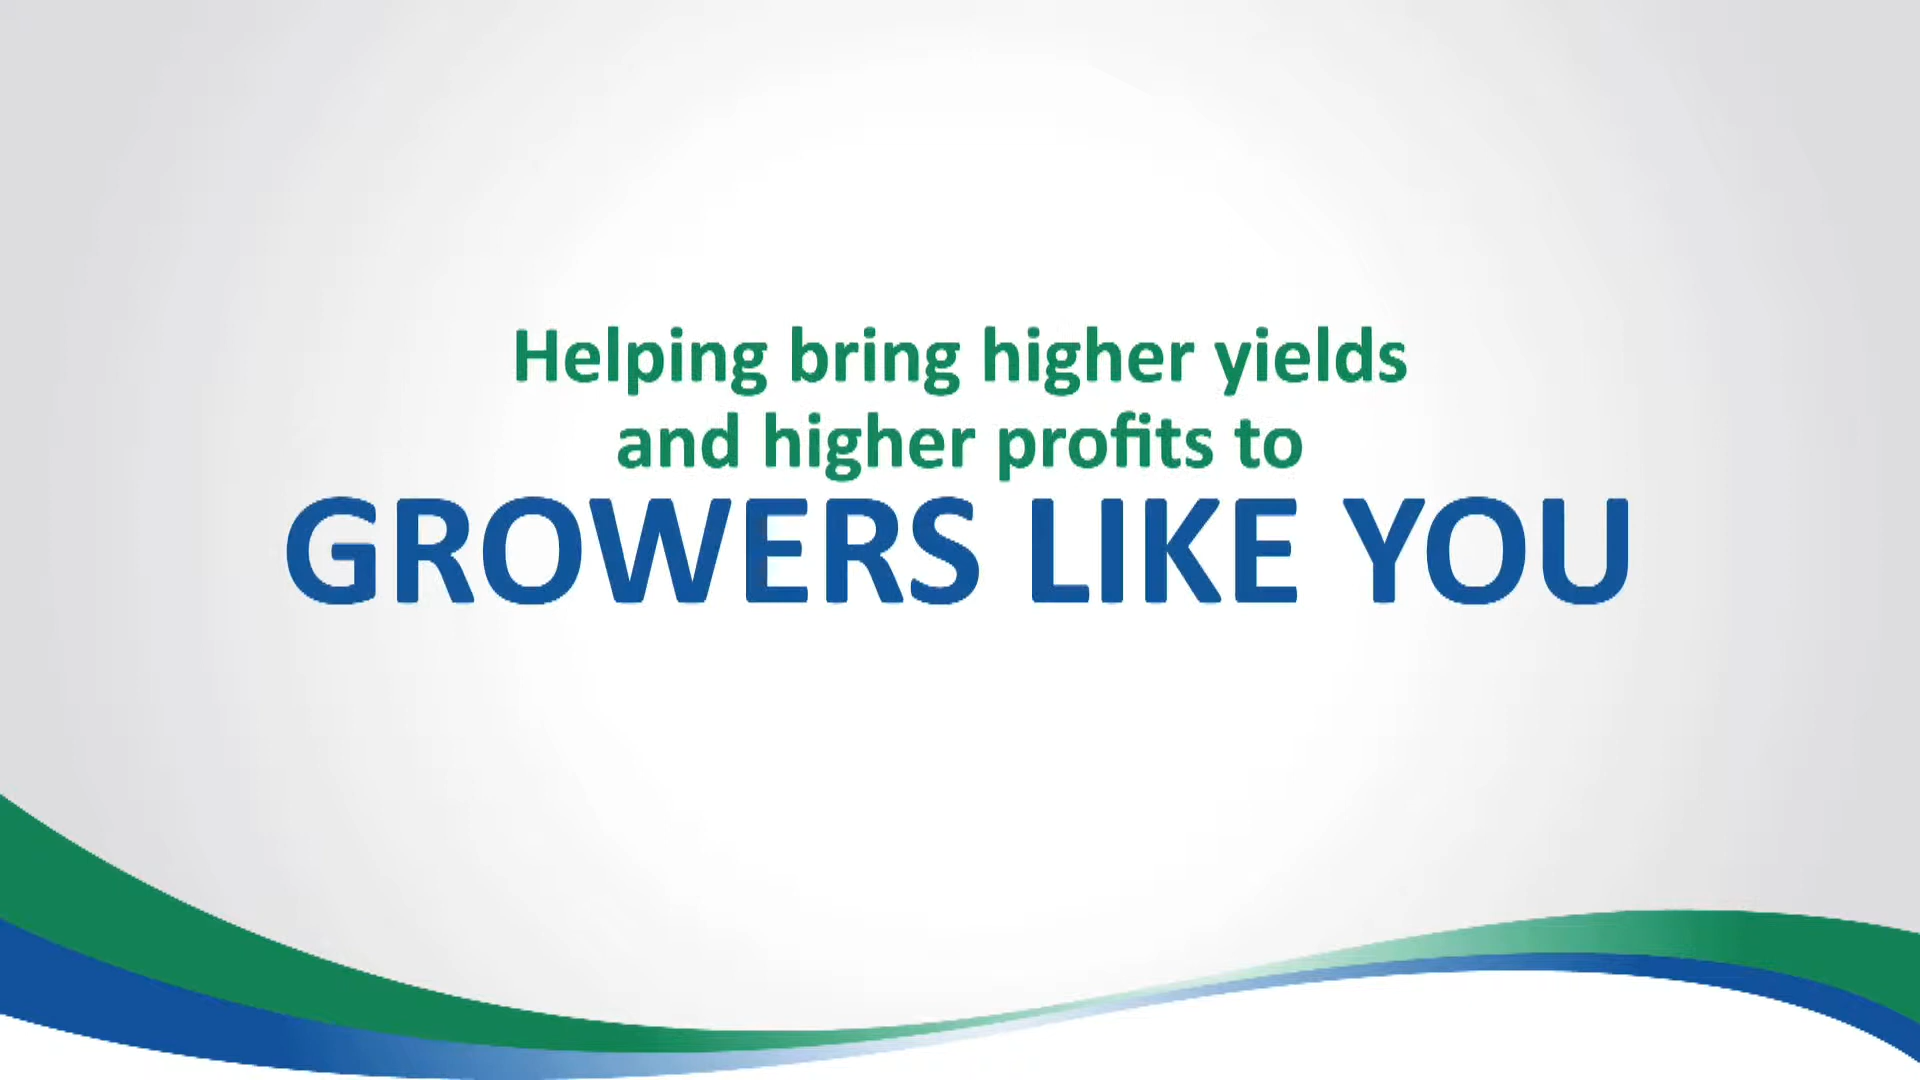 Helping bring higher yields
and higher profits to
GROWERS LIKE YOU